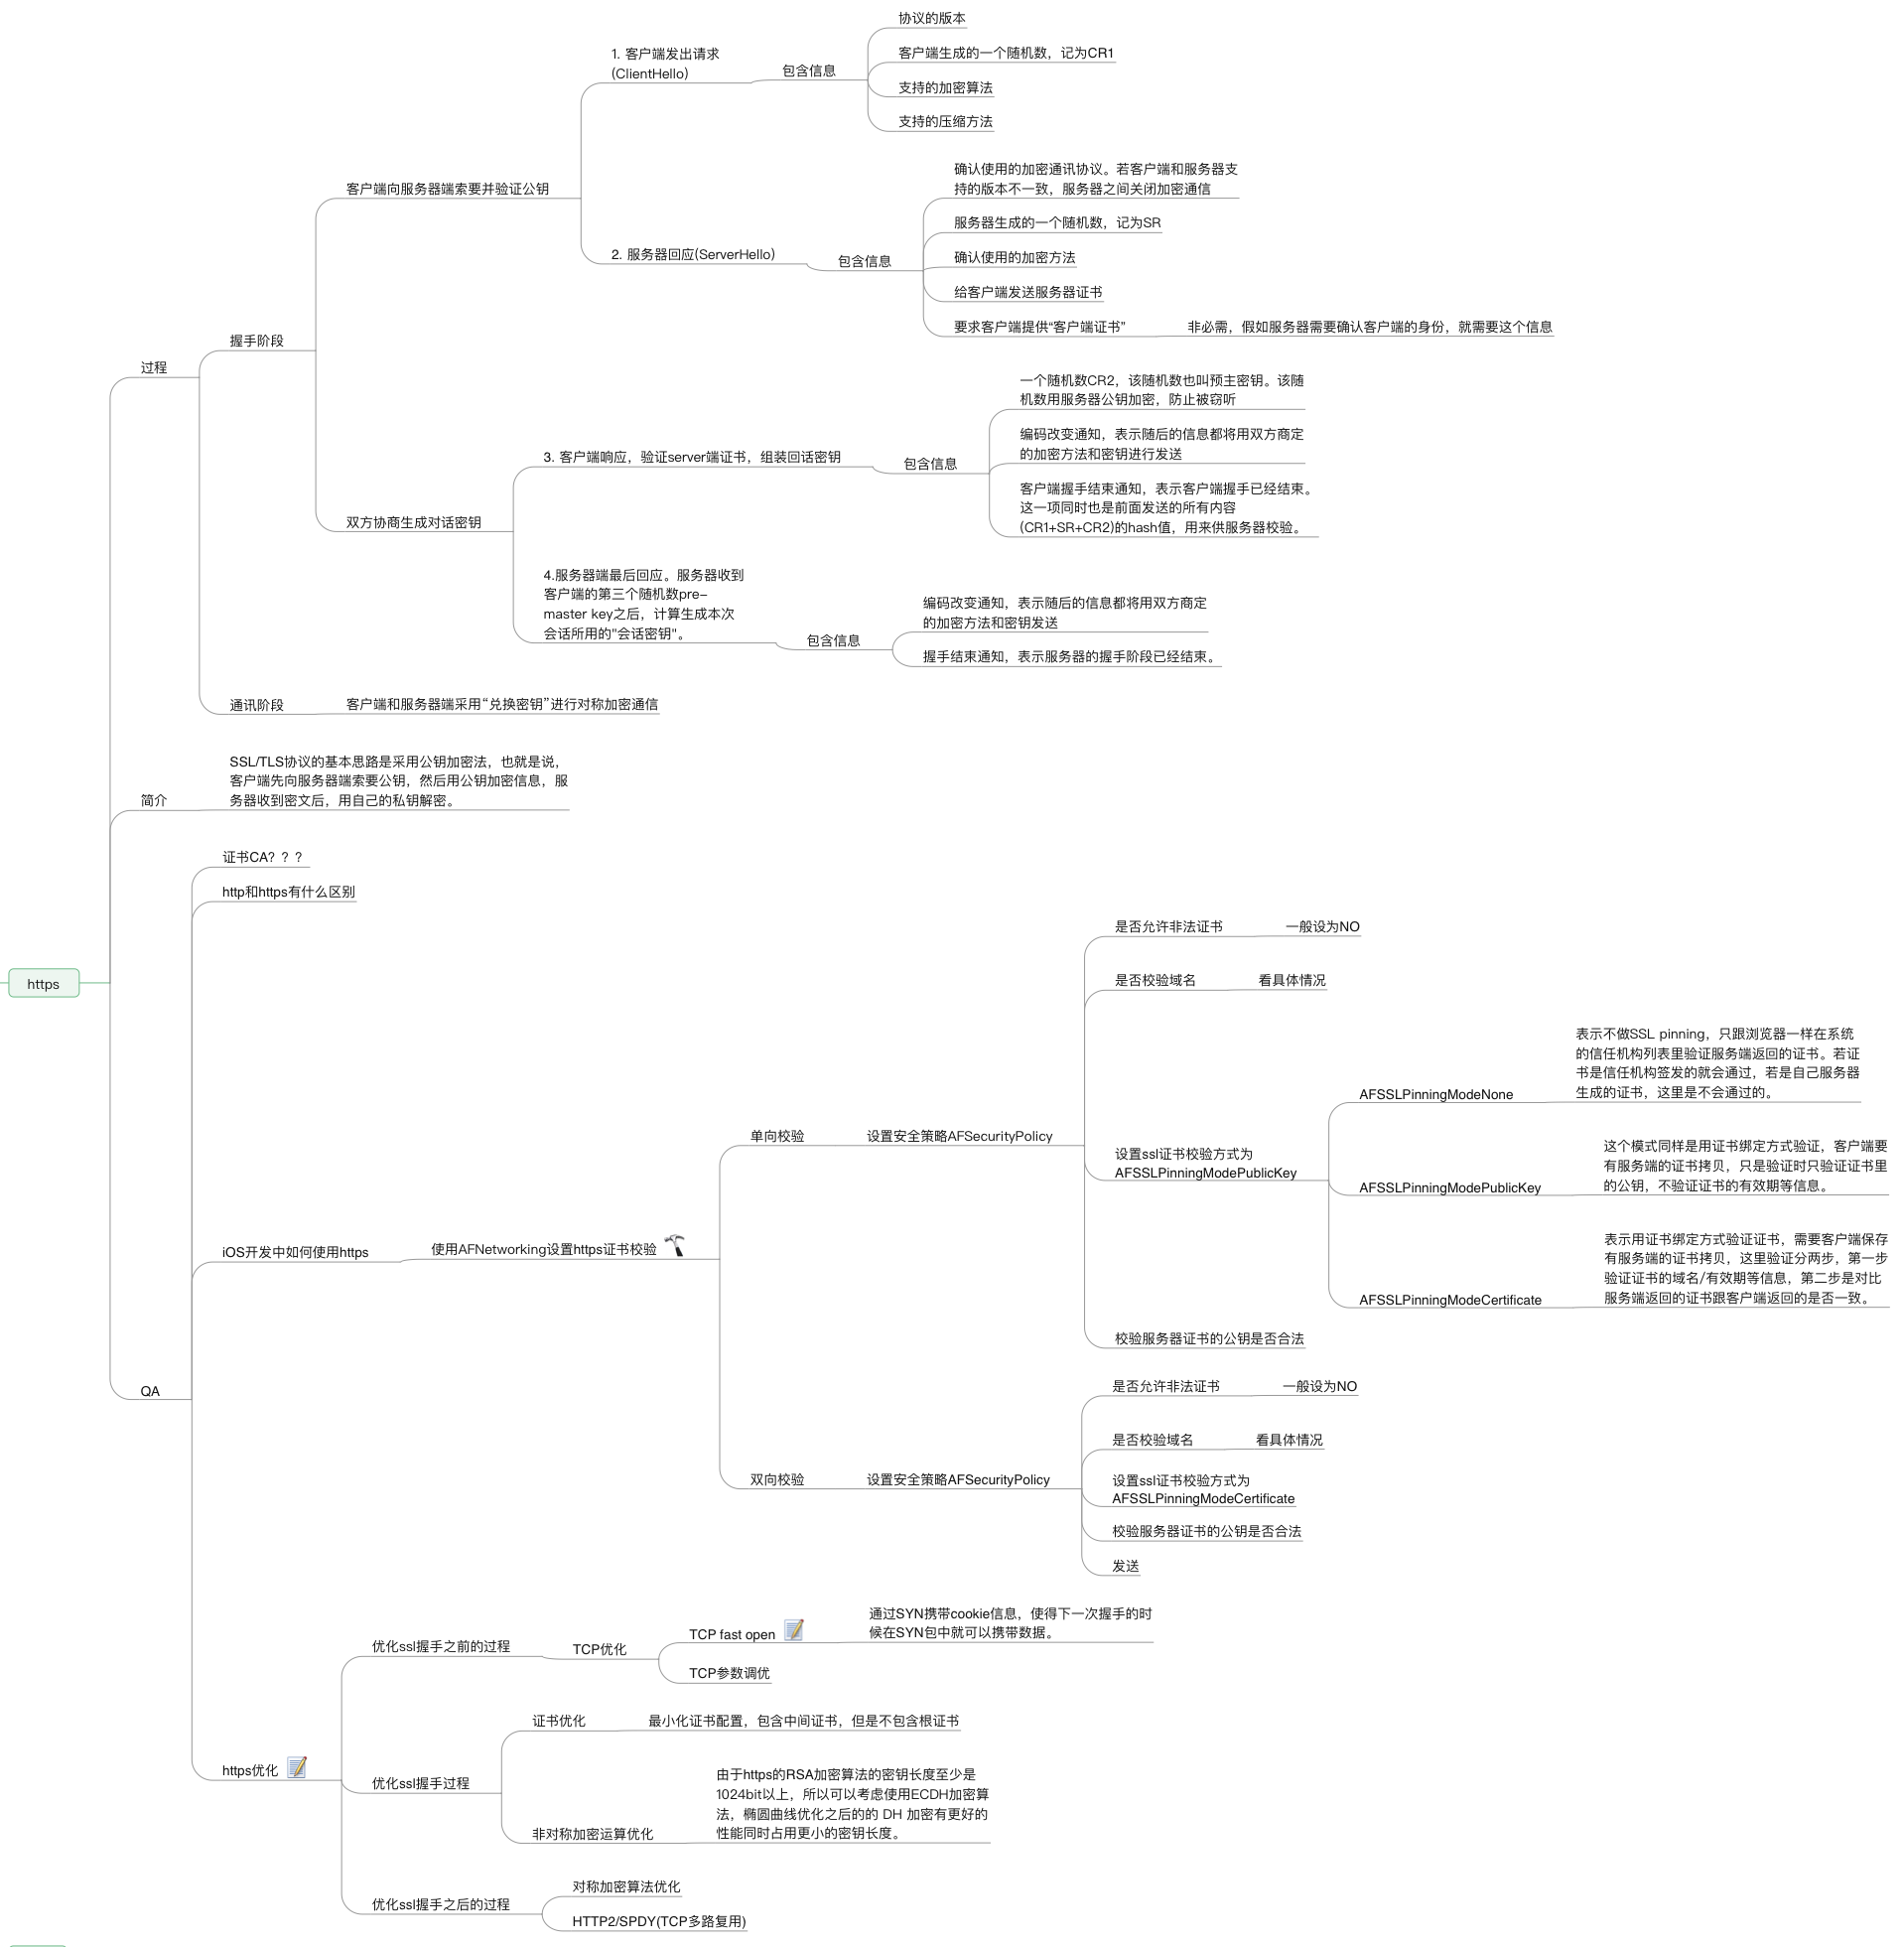 https
过程
握手阶段
客户端向服务器端索要并验证公钥
1. 客户端发出请求
(ClientHello)
包含信息
协议的版本
客户端生成的一个随机数，记为CR1
支持的加密算法
支持的压缩方法
2. 服务器回应(ServerHello)
包含信息
确认使用的加密通讯协议。若客户端和服务器支
持的版本不一致，服务器之间关闭加密通信
服务器生成的一个随机数，记为SR
确认使用的加密方法
给客户端发送服务器证书
要求客户端提供“客户端证书”
非必需，假如服务器需要确认客户端的身份，就需要这个信息
双方协商生成对话密钥
3. 客户端响应，验证server端证书，组装回话密钥
包含信息
一个随机数CR2，该随机数也叫预主密钥。该随
机数用服务器公钥加密，防止被窃听
编码改变通知，表示随后的信息都将用双方商定
的加密方法和密钥进行发送
客户端握手结束通知，表示客户端握手已经结束。
这一项同时也是前面发送的所有内容
(CR1+SR+CR2)的hash值，用来供服务器校验。
4.服务器端最后回应。服务器收到
客户端的第三个随机数pre-
master key之后，计算生成本次
会话所用的"会话密钥"。
包含信息
编码改变通知，表示随后的信息都将用双方商定
的加密方法和密钥发送
握手结束通知，表示服务器的握手阶段已经结束。
通讯阶段
客户端和服务器端采用“兑换密钥”进行对称加密通信
简介
SSL/TLS协议的基本思路是采用公钥加密法，也就是说，
客户端先向服务器端索要公钥，然后用公钥加密信息，服
务器收到密文后，用自己的私钥解密。
QA
证书CA？？？
http和https有什么区别
iOS开发中如何使用https
使用AFNetworking设置https证书校验
单向校验
设置安全策略AFSecurityPolicy
是否允许非法证书
一般设为NO
是否校验域名
看具体情况
设置ssl证书校验方式为
AFSSLPinningModePublicKey
AFSSLPinningModeNone
表示不做SSL pinning，只跟浏览器一样在系统
的信任机构列表里验证服务端返回的证书。若证
书是信任机构签发的就会通过，若是自己服务器
生成的证书，这里是不会通过的。
AFSSLPinningModePublicKey
这个模式同样是用证书绑定方式验证，客户端要
有服务端的证书拷贝，只是验证时只验证证书里
的公钥，不验证证书的有效期等信息。
AFSSLPinningModeCertificate
表示用证书绑定方式验证证书，需要客户端保存
有服务端的证书拷贝，这里验证分两步，第一步
验证证书的域名/有效期等信息，第二步是对比
服务端返回的证书跟客户端返回的是否一致。
校验服务器证书的公钥是否合法
双向校验
设置安全策略AFSecurityPolicy
是否允许非法证书
一般设为NO
是否校验域名
看具体情况
设置ssl证书校验方式为
AFSSLPinningModeCertificate
校验服务器证书的公钥是否合法
发送
https优化
优化ssl握手之前的过程
TCP优化
TCP fast open
通过SYN携带cookie信息，使得下一次握手的时
候在SYN包中就可以携带数据。
TCP参数调优
优化ssl握手过程
证书优化
最小化证书配置，包含中间证书，但是不包含根证书
非对称加密运算优化
由于https的RSA加密算法的密钥长度至少是
1024bit以上，所以可以考虑使用ECDH加密算
法，椭圆曲线优化之后的的 DH 加密有更好的
性能同时占用更小的密钥长度。
优化ssl握手之后的过程
对称加密算法优化
HTTP2/SPDY(TCP多路复用)